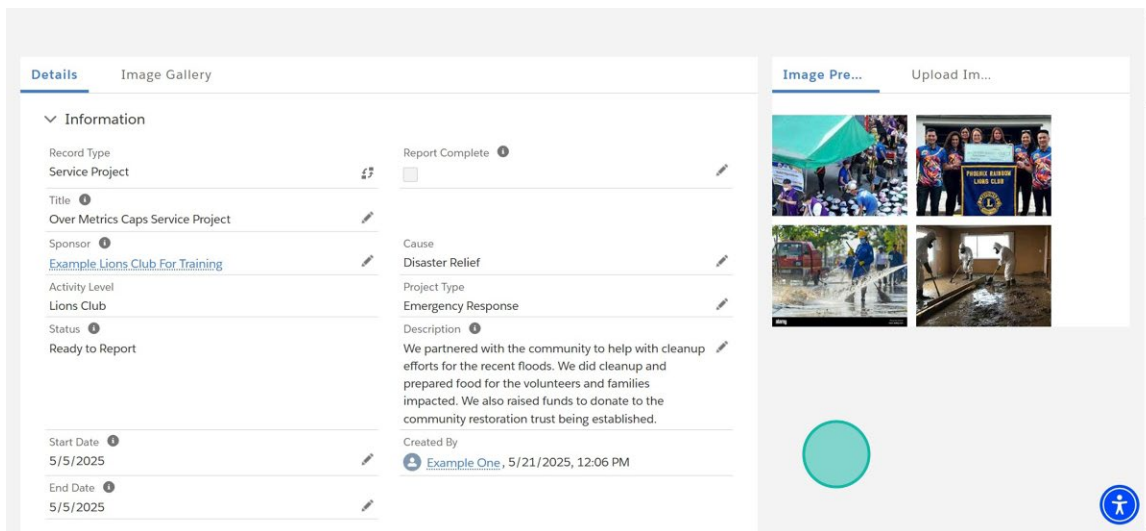 Details
Image Gallery
Information
Record Type
Service Project
Report Complete
Title
Over Metrics Caps Service Project
Sponsor
Example Lions Club For Training
Cause
Disaster Relief
Activity Level
Lions Club
Project Type
Emergency Response
Status
Ready to Report
Description
We partnered with the community to help with cleanup
efforts for the recent floods. We did cleanup and
prepared food for the volunteers and families
impacted. We also raised funds to donate to the
community restoration trust being established.
Start Date
5/5/2025
Created By
Example One, 5/21/2025, 12:06 PM
End Date
5/5/2025
Image Pre...
Upload Im...
PHOENIX RAINBOW
LIONS CLUB
L
alamy